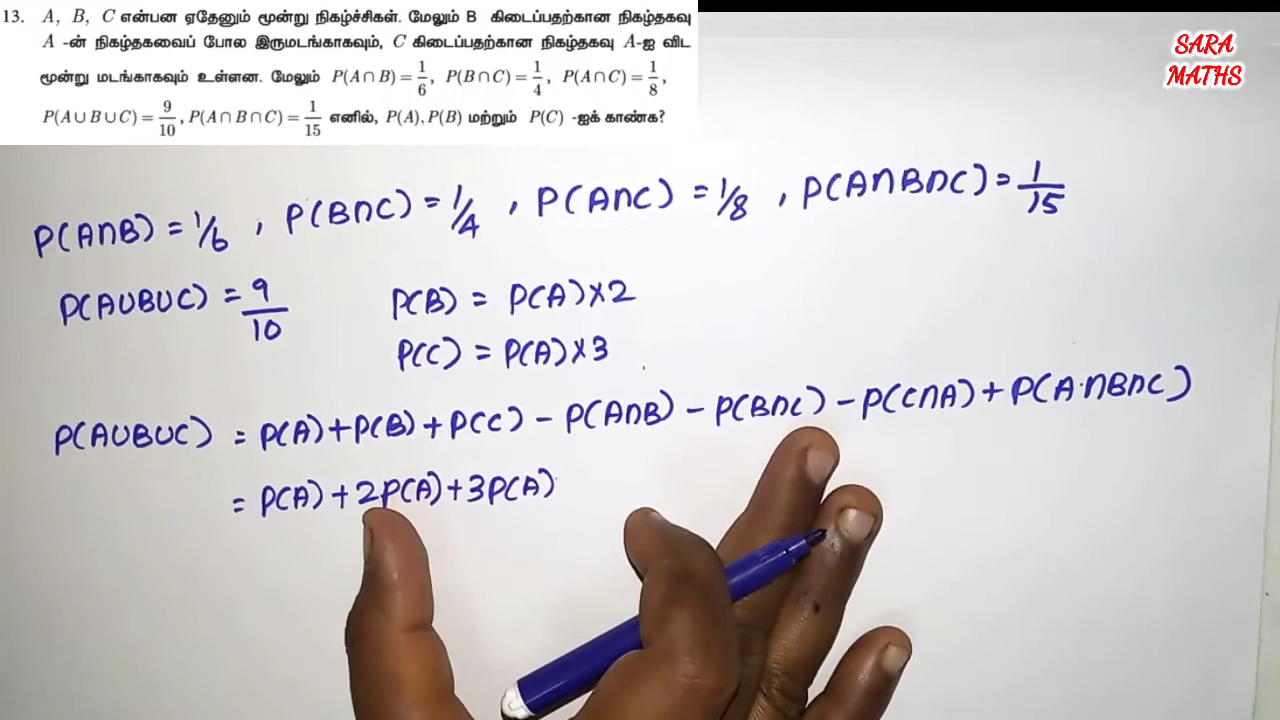 13. A, B, C என்பன ஏதேனும் மூன்று நிகழ்ச்சிகள். மேலும் B கிடைப்பதற்கான நிகழ்தகவு
A -ன் நிகழ்தகவைப் போல இருமடங்காகவும், C கிடைப்பதற்கான நிகழ்தகவு A-ஐ விட
மூன்று மடங்காகவும் உள்ளன. மேலும் P(A∩B) = 1/6, P(B∩C) = 1/4, P(A∩C) = 1/8,
P(A∪B∪C) = 9/10, P(A∩B∩C) = 1/15 எனில், P(A), P(B) மற்றும் P(C) -ஐக் காண்க?
SARA
MATHS
P(A∩B) = 1/6, P(B∩C) = 1/4, P(A∩C) = 1/8, P(A∩B∩C) = 1/15
P(A∪B∪C) = 9/10 P(B) = P(A)×2
P(C) = P(A)×3
P(A∪B∪C) = P(A)+P(B)+P(C) - P(A∩B) - P(B∩C) - P(C∩A) + P(A∩B∩C)
= P(A)+2P(A)+3P(A)